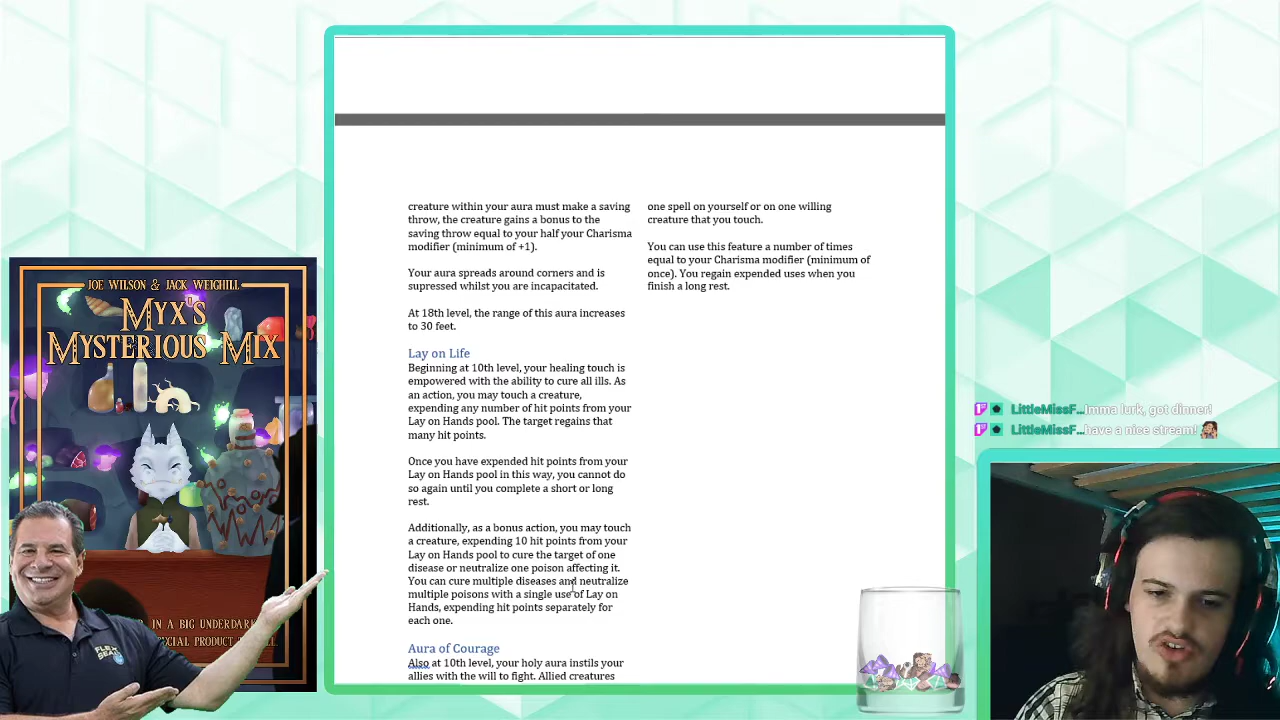 creature within your aura must make a saving
throw, the creature gains a bonus to the
saving throw equal to your half your Charisma
modifier (minimum of +1).
Your aura spreads around corners and is
supressed whilst you are incapacitated.
At 18th level, the range of this aura increases
to 30 feet.
Lay on Life
Beginning at 10th level, your healing touch is
empowered with the ability to cure all ills. As
an action, you may touch a creature,
expending any number of hit points from your
Lay on Hands pool. The target regains that
many hit points.
Once you have expended hit points from your
Lay on Hands pool in this way, you cannot do
so again until you complete a short or long
rest.
Additionally, as a bonus action, you may touch
a creature, expending 10 hit points from your
Lay on Hands pool to cure the target of one
disease or neutralize one poison affecting it.
You can cure multiple diseases and neutralize
multiple poisons with a single use of Lay on
Hands, expending hit points separately for
each one.
Aura of Courage
Also at 10th level, your holy aura instils your
allies with the will to fight. Allied creatures
one spell on yourself or on one willing
creature that you touch.
You can use this feature a number of times
equal to your Charisma modifier (minimum of
once). You regain expended uses when you
finish a long rest.
JOE WILSON & JACK WEIGHILL
MYX'S
MYSTERIOUS MIX
IN A BIG UNDERDARK
PRODUCT
LittleMissF... Imma lurk, got dinner!
LittleMissF... have a nice stream!